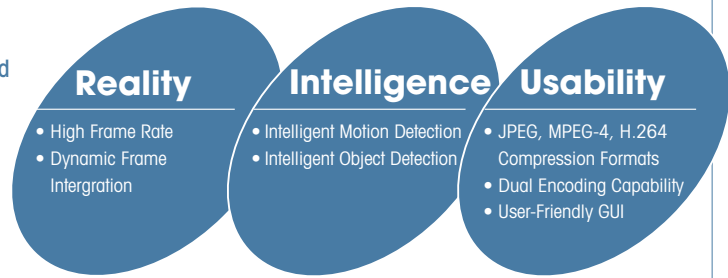 d
Reality
• High Frame Rate
• Dynamic Frame
Intergration
Intelligence
• Intelligent Motion Detection
• Intelligent Object Detection
Usability
• JPEG, MPEG-4, H.264
Compression Formats
• Dual Encoding Capability
• User-Friendly GUI